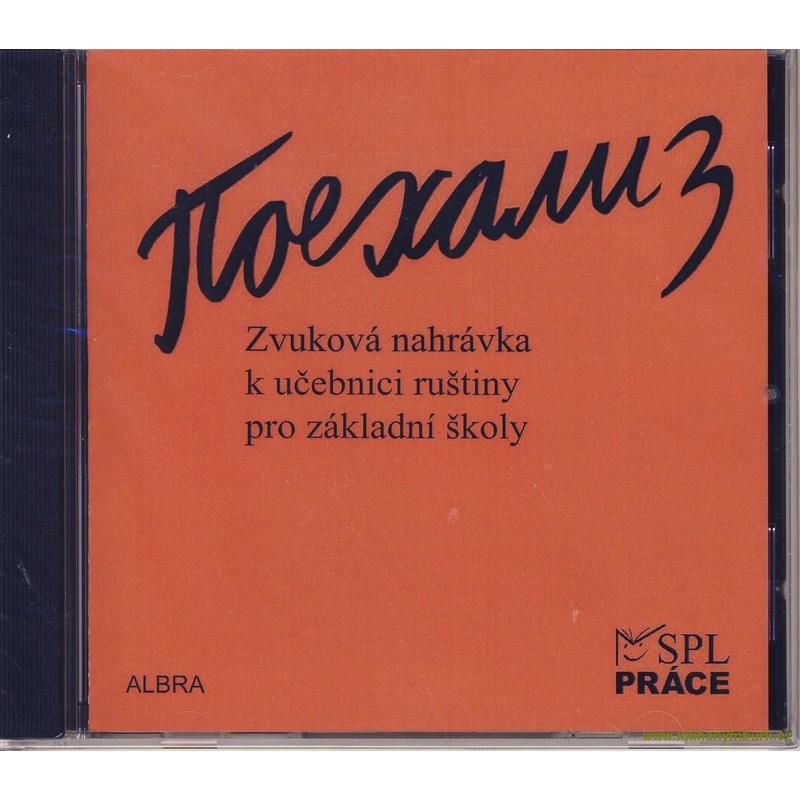 Поехали 3
Zvuková nahrávka
k učebnici ruštiny
pro základní školy
SPL
ALBRA
PRÁCE